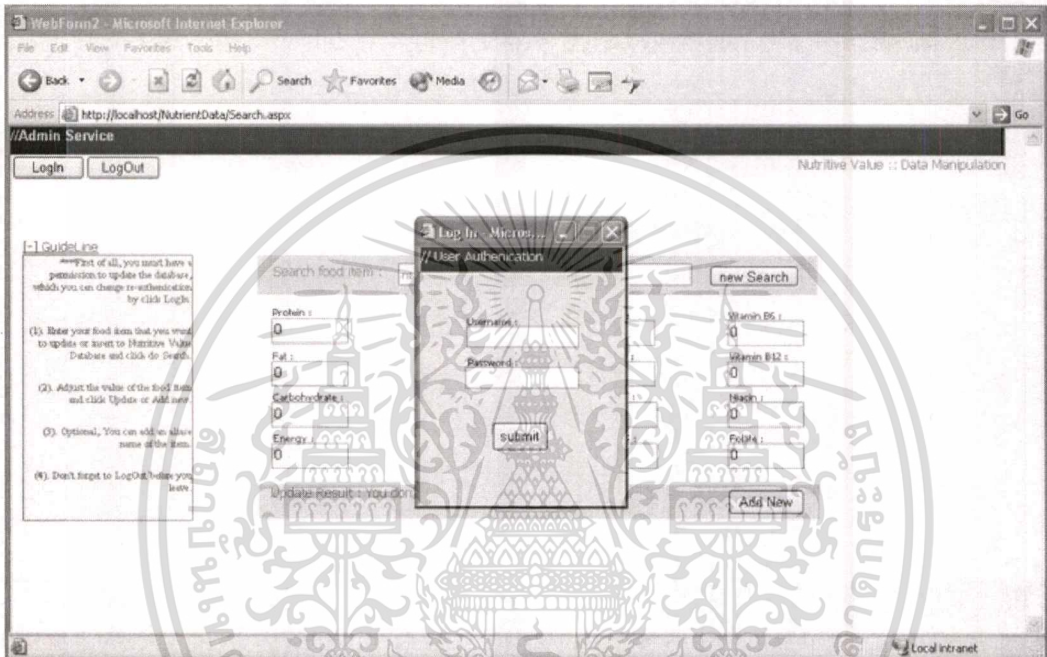 WebForm2 - Microsoft Internet Explorer
File Edit View Favorites Tools Help
Back Search Favorites Media
Address http://localhost/NutrientData/Search.aspx Go
//Admin Service
LogIn LogOut Nutritive Value :: Data Manipulation
[-] GuideLine
***First of all, you must have a
permission to update the database,
which you can change re-authentication
by click LogIn.
(1). Enter your food item that you want
to update or insert to Nutritive Value
Database and click do Search.
(2). Adjust the value of the food item
and click Update or Add new.
(3). Optional, You can add an aliase
name of the item.
(4). Don't forget to LogOut before you
leave.
Search food item : new Search
Protein :
0
Fat :
0
Carbohydrate :
0
Energy :
0
Log In - Micros...
// User Authenication
Username :
Password :
submit
Vitamin B6 :
0
Vitamin B12 :
0
Niacin :
0
Folate :
0
Update Result : You don
Add New
Local intranet